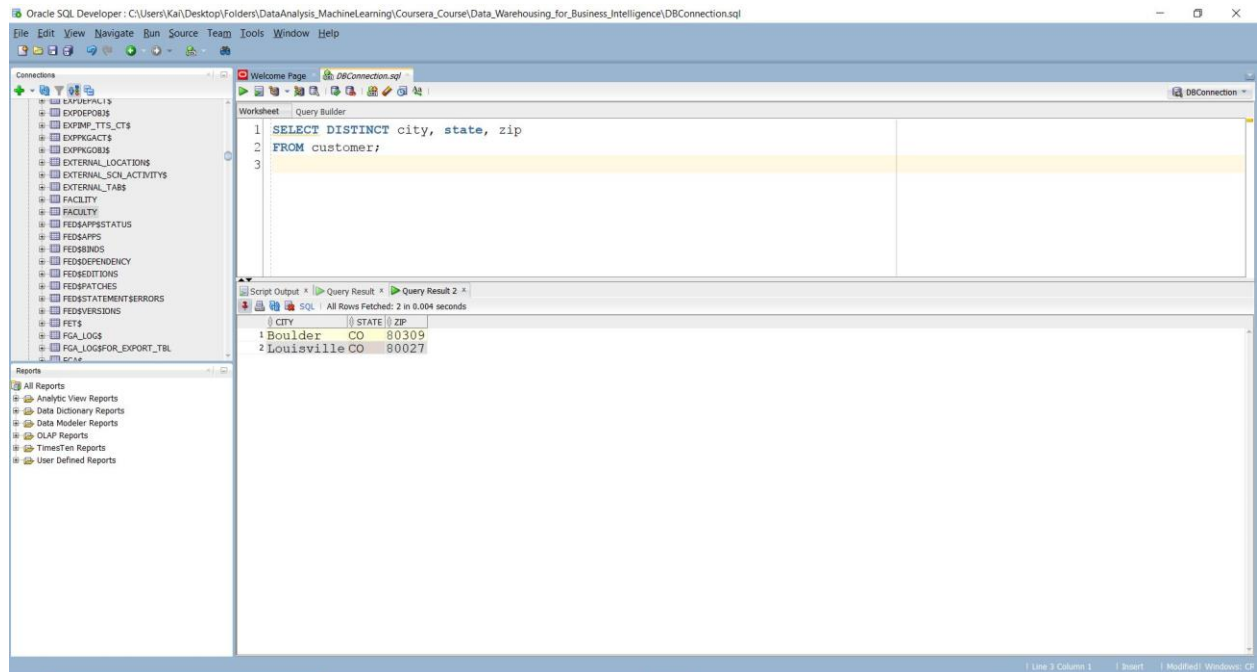 Oracle SQL Developer : C:\Users\Kai\Desktop\Folders\DataAnalysis_MachineLearning\Coursera_Course\Data_Warehousing_for_Business_Intelligence\DBConnection.sql
File Edit View Navigate Run Source Team Tools Window Help
Connections
EXPDEPACT$
EXPDEPOBJ$
EXPIMP_TTS_CT$
EXPPKGACT$
EXPPKGOBJ$
EXTERNAL_LOCATION$
EXTERNAL_SCN_ACTIVITY$
EXTERNAL_TAB$
FACILITY
FACULTY
FED$APP$STATUS
FED$APPS
FED$BINDS
FED$DEPENDENCY
FED$EDITIONS
FED$PATCHES
FED$STATEMENT$ERRORS
FED$VERSIONS
FET$
FGA_LOG$
FGA_LOG$FOR_EXPORT_TBL
Reports
All Reports
Analytic View Reports
Data Dictionary Reports
Data Modeler Reports
OLAP Reports
TimesTen Reports
User Defined Reports
Welcome Page DBConnection.sql
DBConnection
Worksheet Query Builder
1 SELECT DISTINCT city, state, zip
2 FROM customer;
3
Script Output x Query Result x Query Result 2 x
SQL | All Rows Fetched: 2 in 0.004 seconds
CITY STATE ZIP
1 Boulder CO 80309
2 Louisville CO 80027
Line 3 Column 1 | Insert | Modified | Windows: CR